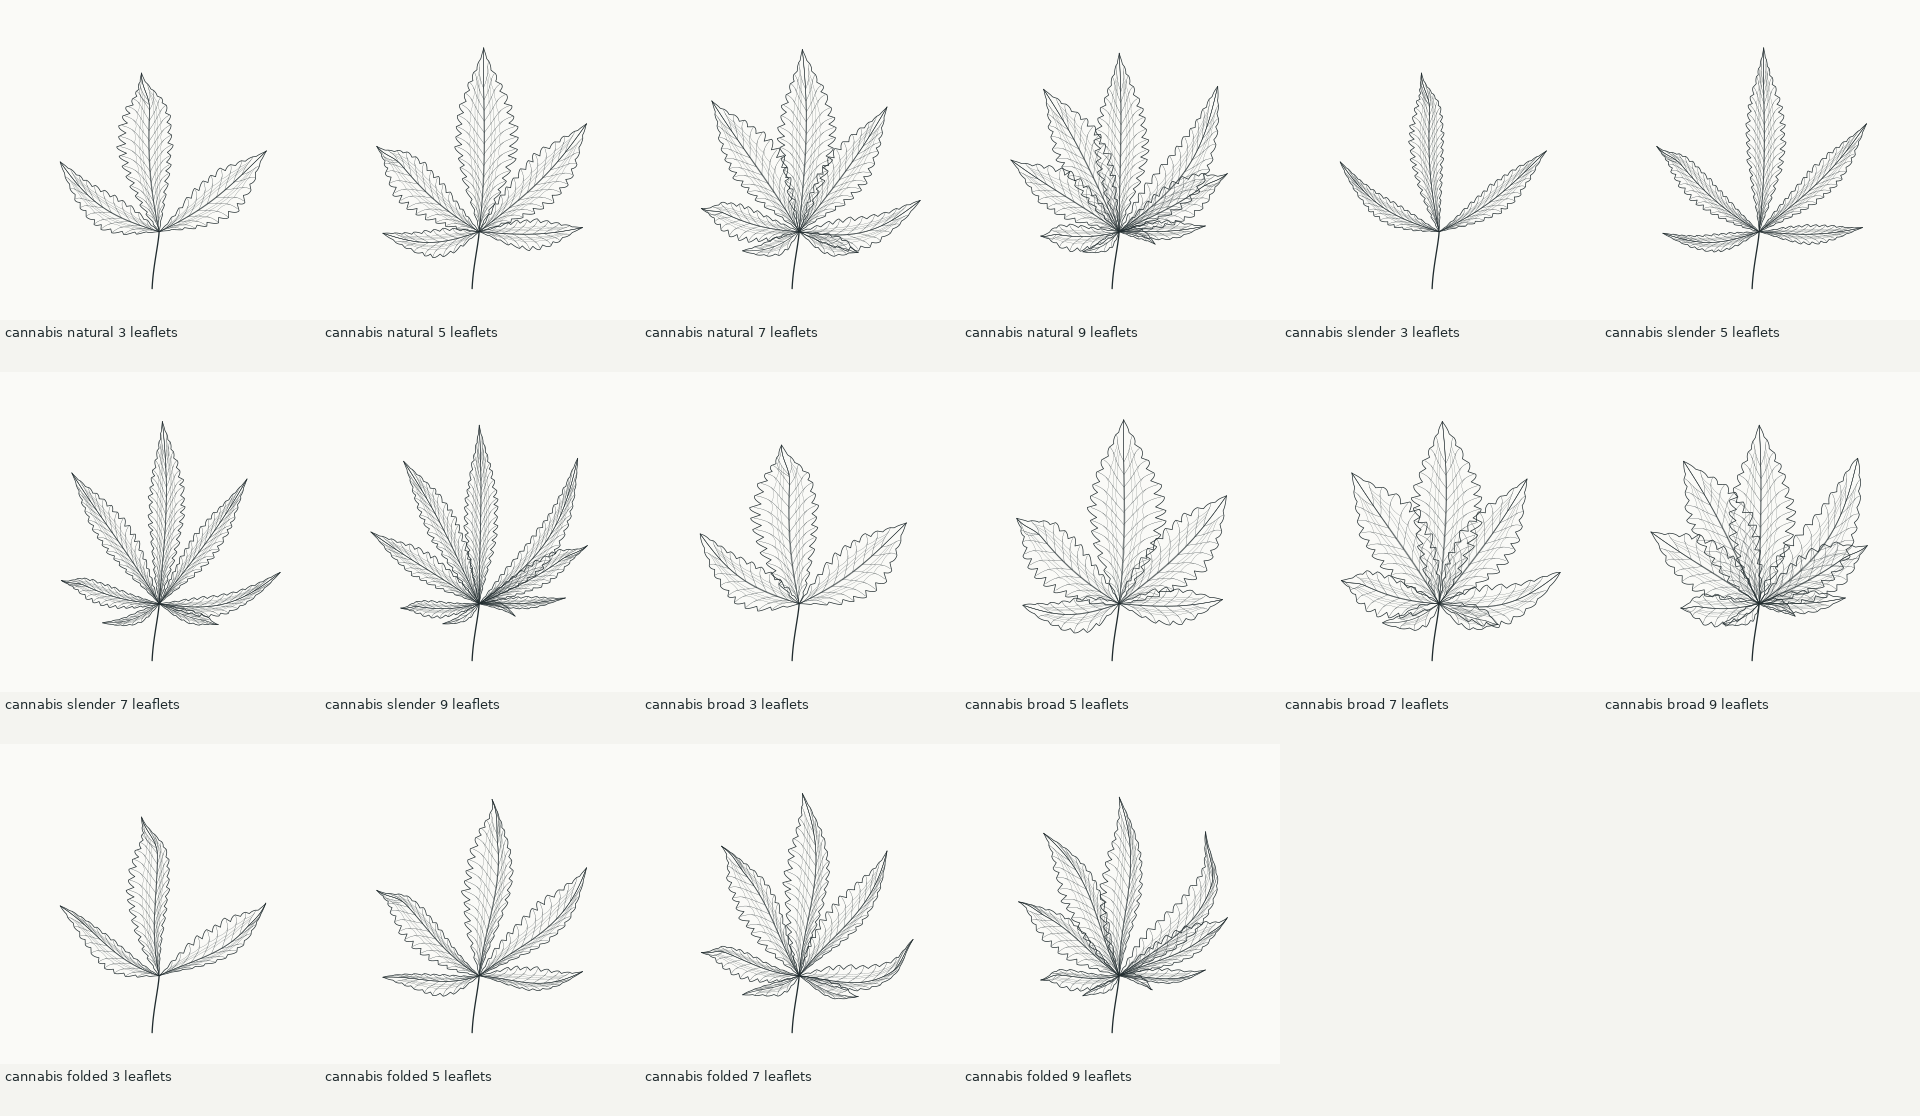 cannabis natural 3 leaflets
cannabis natural 5 leaflets
cannabis natural 7 leaflets
cannabis natural 9 leaflets
cannabis slender 3 leaflets
cannabis slender 5 leaflets
cannabis slender 7 leaflets
cannabis slender 9 leaflets
cannabis broad 3 leaflets
cannabis broad 5 leaflets
cannabis broad 7 leaflets
cannabis broad 9 leaflets
cannabis folded 3 leaflets
cannabis folded 5 leaflets
cannabis folded 7 leaflets
cannabis folded 9 leaflets